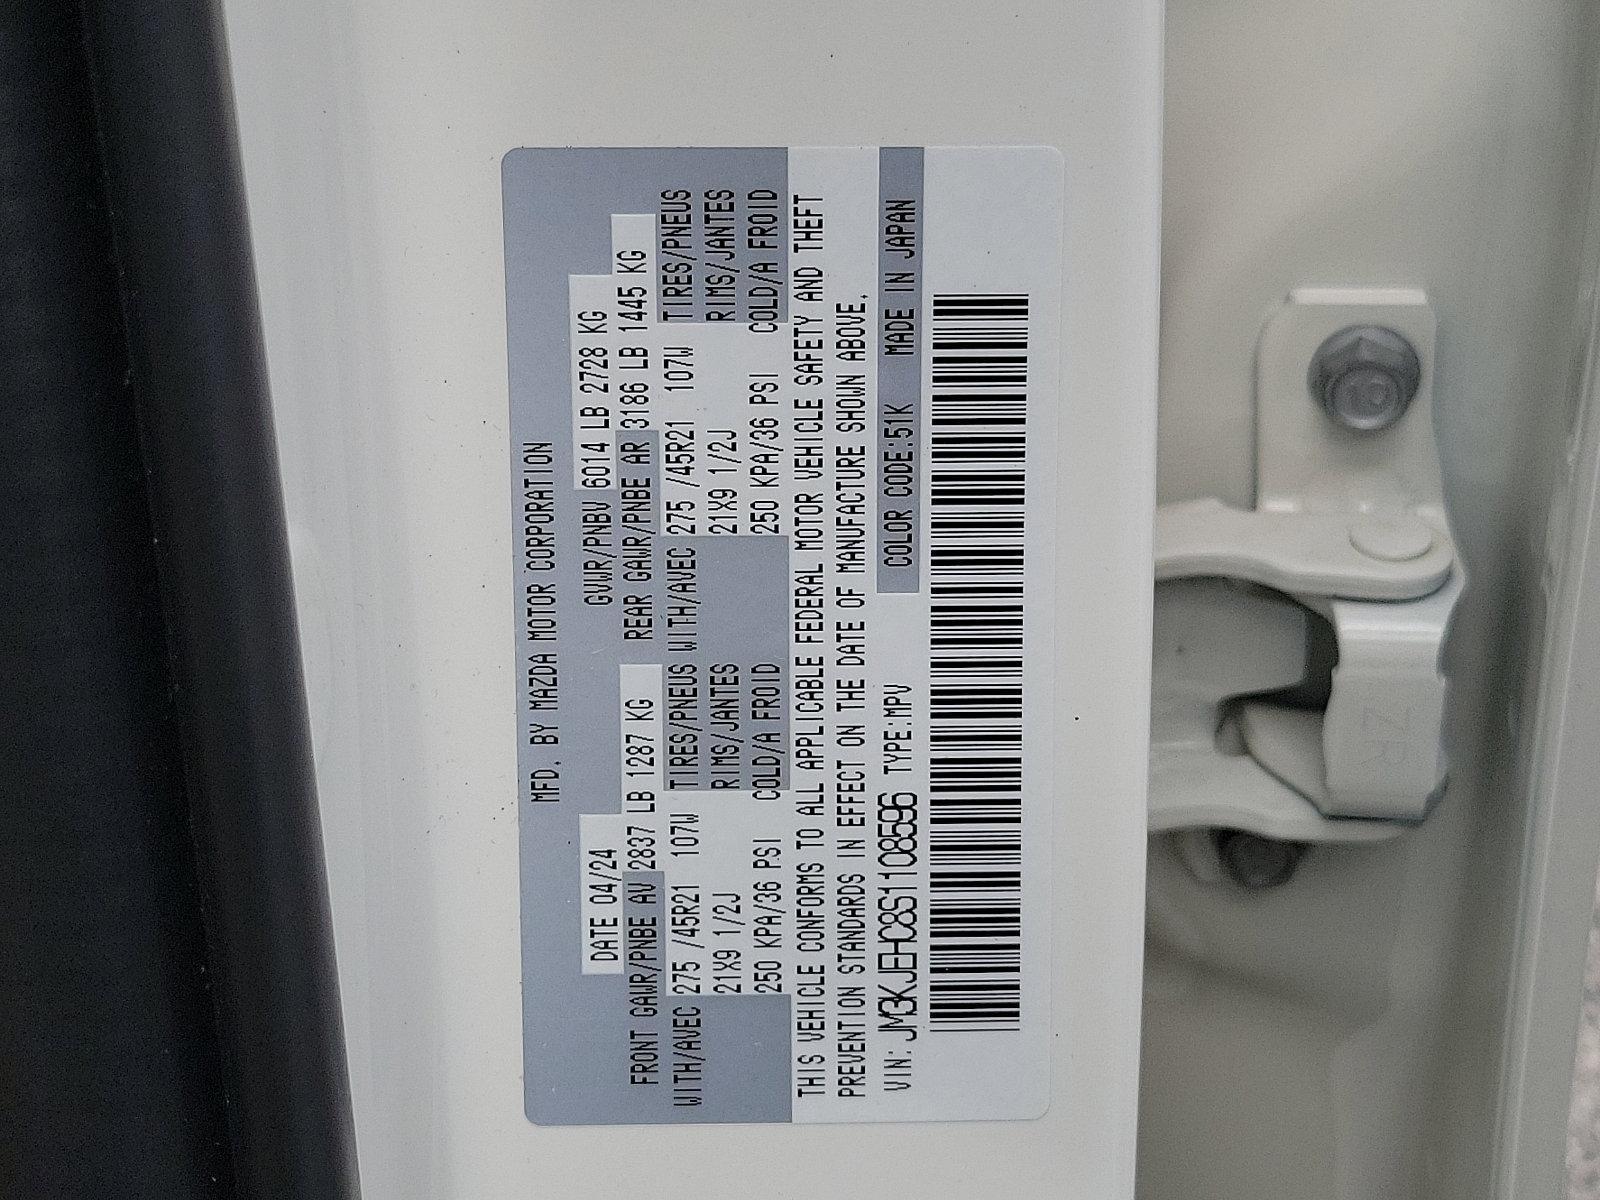 MFD. BY MAZDA MOTOR CORPORATION
DATE 04/24 GVWR/PNBV 6014 LB 2728 KG
FRONT GAWR/PNBE AV 2837 LB 1287 KG REAR GAWR/PNBE AR 3186 LB 1445 KG
WITH/AVEC 275 /45R21 107W TIRES/PNEUS WITH/AVEC 275 /45R21 107W TIRES/PNEUS
21X9 1/2J RIMS/JANTES 21X9 1/2J RIMS/JANTES
250 KPA/36 PSI COLD/A FROID 250 KPA/36 PSI COLD/A FROID
THIS VEHICLE CONFORMS TO ALL APPLICABLE FEDERAL MOTOR VEHICLE SAFETY AND THEFT
PREVENTION STANDARDS IN EFFECT ON THE DATE OF MANUFACTURE SHOWN ABOVE.
VIN: JM3KJEHC8S1108596 TYPE:MPV COLOR CODE:51K MADE IN JAPAN
ZR